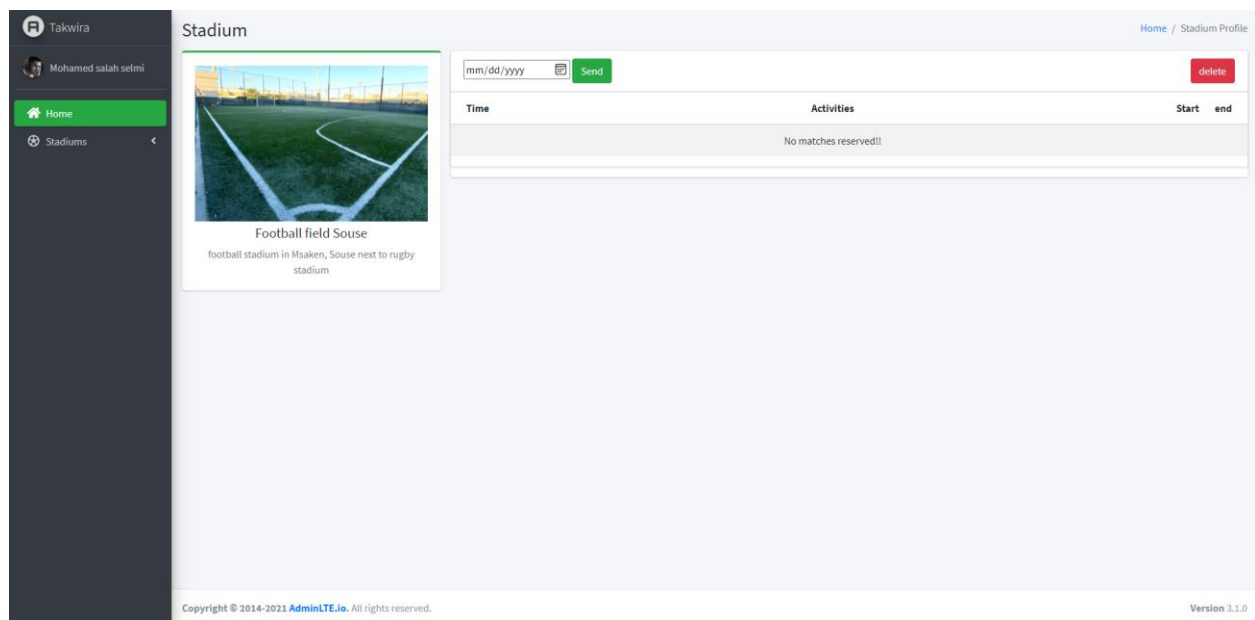 Takwira
Mohamed salah selmi
Home
Stadiums
Stadium
Home / Stadium Profile
Football field Souse
football stadium in Msaken, Souse next to rugby
stadium
mm/dd/yyyy Send delete
Time Activities Start end
No matches reserved!!
Copyright © 2014-2021 AdminLTE.io. All rights reserved.
Version 3.1.0